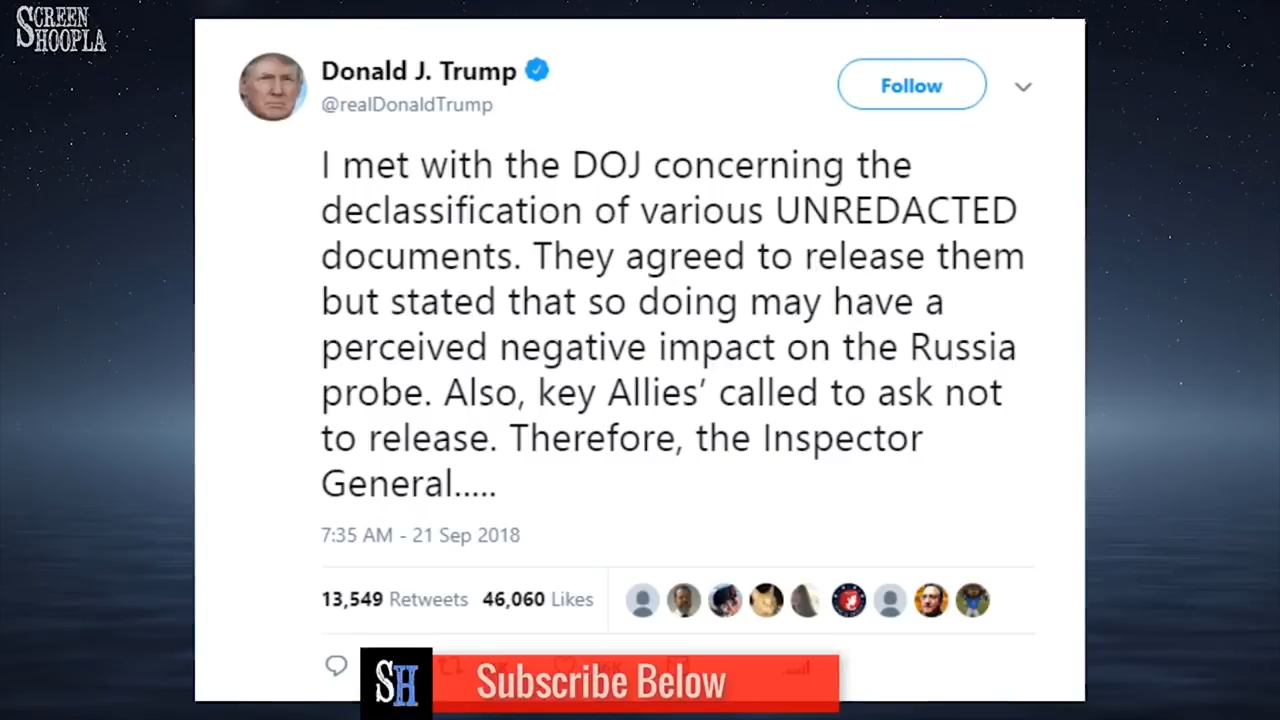 SCREEN
SHOOPLA
Donald J. Trump
Follow
@realDonaldTrump
I met with the DOJ concerning the
declassification of various UNREDACTED
documents. They agreed to release them
but stated that so doing may have a
perceived negative impact on the Russia
probe. Also, key Allies’ called to ask not
to release. Therefore, the Inspector
General.....
7:35 AM - 21 Sep 2018
13,549 Retweets 46,060 Likes
SH Subscribe Below